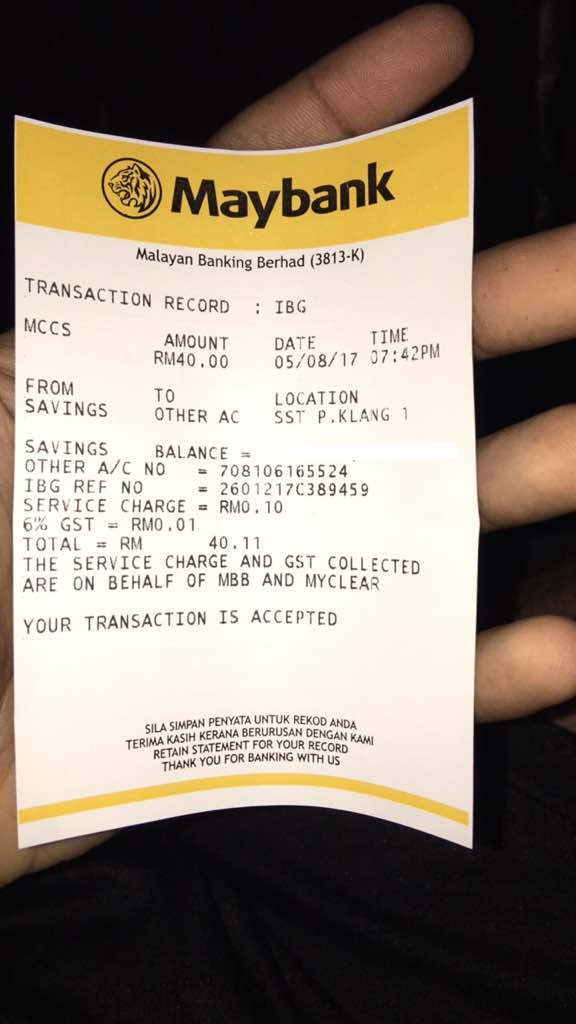 Maybank
Malayan Banking Berhad (3813-K)
TRANSACTION RECORD : IBG
MCCS AMOUNT DATE TIME
RM40.00 05/08/17 07:42PM
FROM TO LOCATION
SAVINGS OTHER AC SST P.KLANG 1
SAVINGS BALANCE =
OTHER A/C NO = 708106165524
IBG REF NO = 2601217C389459
SERVICE CHARGE = RM0.10
6% GST = RM0.01
TOTAL = RM 40.11
THE SERVICE CHARGE AND GST COLLECTED
ARE ON BEHALF OF MBB AND MYCLEAR
YOUR TRANSACTION IS ACCEPTED
SILA SIMPAN PENYATA UNTUK REKOD ANDA
TERIMA KASIH KERANA BERURUSAN DENGAN KAMI
RETAIN STATEMENT FOR YOUR RECORD
THANK YOU FOR BANKING WITH US